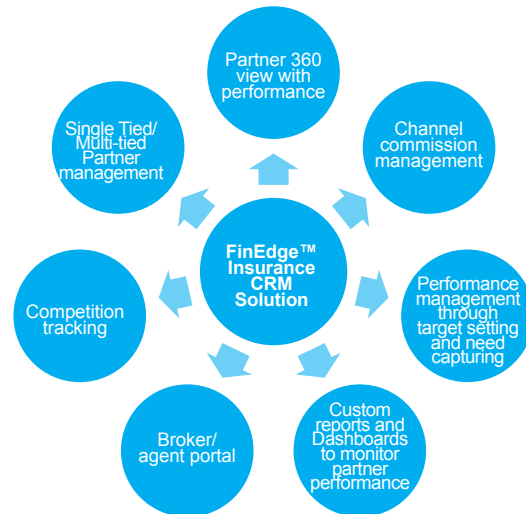 Partner 360
view with
performance
Channel
commission
management
Performance
management
through
target setting
and need
capturing
Custom
reports and
Dashboards
to monitor
partner
performance
Broker/
agent portal
Competition
tracking
Single Tied/
Multi-tied
Partner
management
FinEdge™
Insurance
CRM
Solution